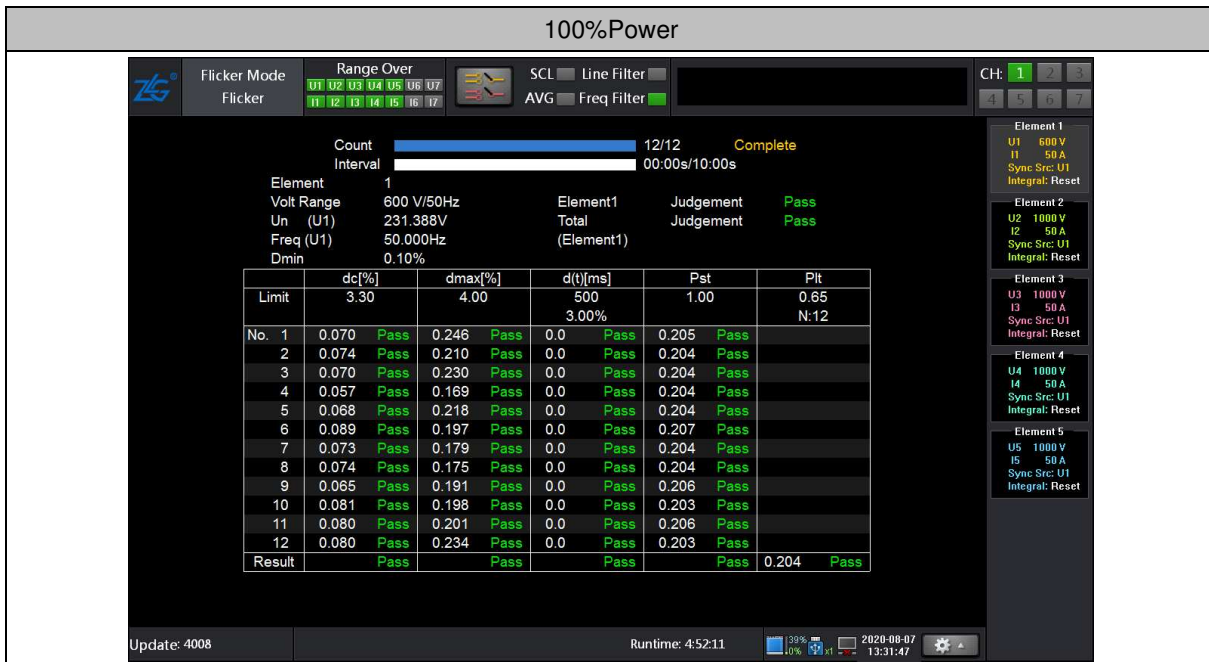 100%Power
ZLG® Flicker Mode Range Over SCL Line Filter CH: 1 2 3
Flicker U1 U2 U3 U4 U5 U6 U7 AVG Freq Filter 4 5 6 7
I1 I2 I3 I4 I5 I6 I7
Count 12/12 Complete
Interval 00:00s/10:00s
Element 1
Volt Range 600 V/50Hz Element1 Judgement Pass
Un (U1) 231.388V Total Judgement Pass
Freq (U1) 50.000Hz (Element1)
Dmin 0.10%
dc[%] dmax[%] d(t)[ms] Pst Plt
Limit 3.30 4.00 500 1.00 0.65
3.00% N:12
No. 1 0.070 Pass 0.246 Pass 0.0 Pass 0.205 Pass
2 0.074 Pass 0.210 Pass 0.0 Pass 0.204 Pass
3 0.070 Pass 0.230 Pass 0.0 Pass 0.204 Pass
4 0.057 Pass 0.169 Pass 0.0 Pass 0.204 Pass
5 0.068 Pass 0.218 Pass 0.0 Pass 0.204 Pass
6 0.089 Pass 0.197 Pass 0.0 Pass 0.207 Pass
7 0.073 Pass 0.179 Pass 0.0 Pass 0.204 Pass
8 0.074 Pass 0.175 Pass 0.0 Pass 0.204 Pass
9 0.065 Pass 0.191 Pass 0.0 Pass 0.206 Pass
10 0.081 Pass 0.198 Pass 0.0 Pass 0.203 Pass
11 0.080 Pass 0.201 Pass 0.0 Pass 0.206 Pass
12 0.080 Pass 0.234 Pass 0.0 Pass 0.203 Pass
Result Pass Pass Pass Pass 0.204 Pass
Element 1
U1 600 V
I1 50 A
Sync Src: U1
Integral: Reset
Element 2
U2 1000 V
I2 50 A
Sync Src: U1
Integral: Reset
Element 3
U3 1000 V
I3 50 A
Sync Src: U1
Integral: Reset
Element 4
U4 1000 V
I4 50 A
Sync Src: U1
Integral: Reset
Element 5
U5 1000 V
I5 50 A
Sync Src: U1
Integral: Reset
Update: 4008 Runtime: 4:52:11 39% x1 2020-08-07
0% 13:31:47